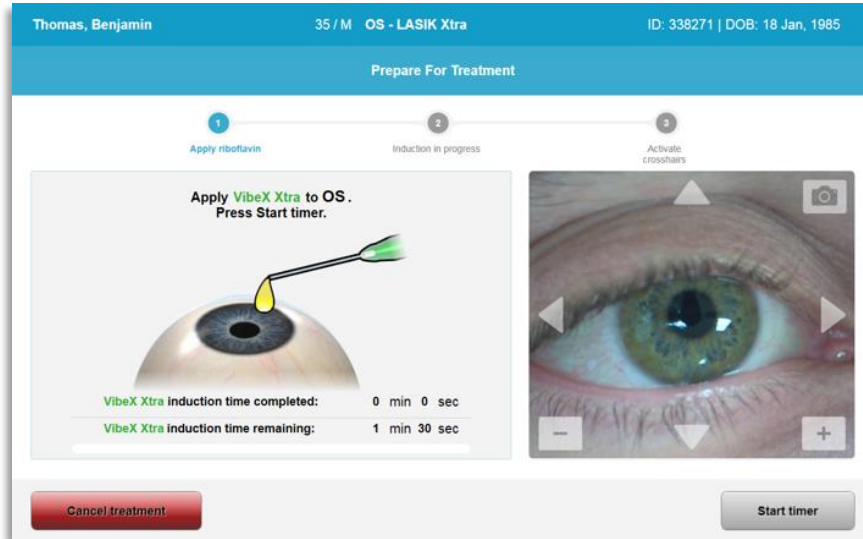 Thomas, Benjamin 35 / M OS - LASIK Xtra ID: 338271 | DOB: 18 Jan, 1985
Prepare For Treatment
1 2 3
Apply riboflavin Induction in progress Activate
crosshairs
Apply VibeX Xtra to OS.
Press Start timer.
VibeX Xtra induction time completed: 0 min 0 sec
VibeX Xtra induction time remaining: 1 min 30 sec
− +
Cancel treatment Start timer